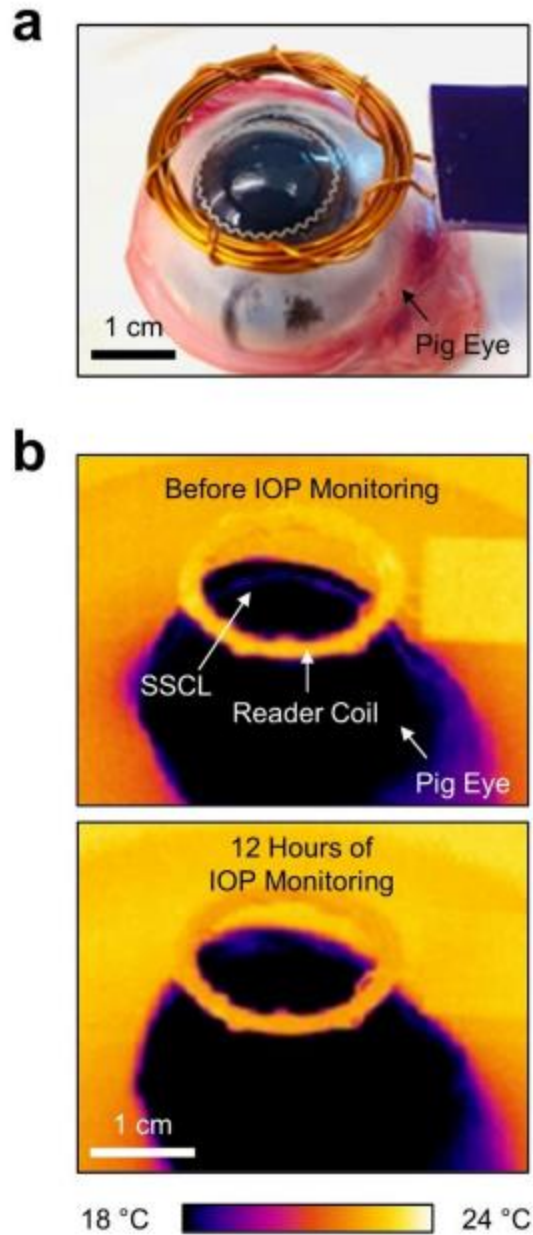 a
1 cm
Pig Eye
b
Before IOP Monitoring
SSCL
Reader Coil
Pig Eye
12 Hours of
IOP Monitoring
1 cm
18 °C
24 °C